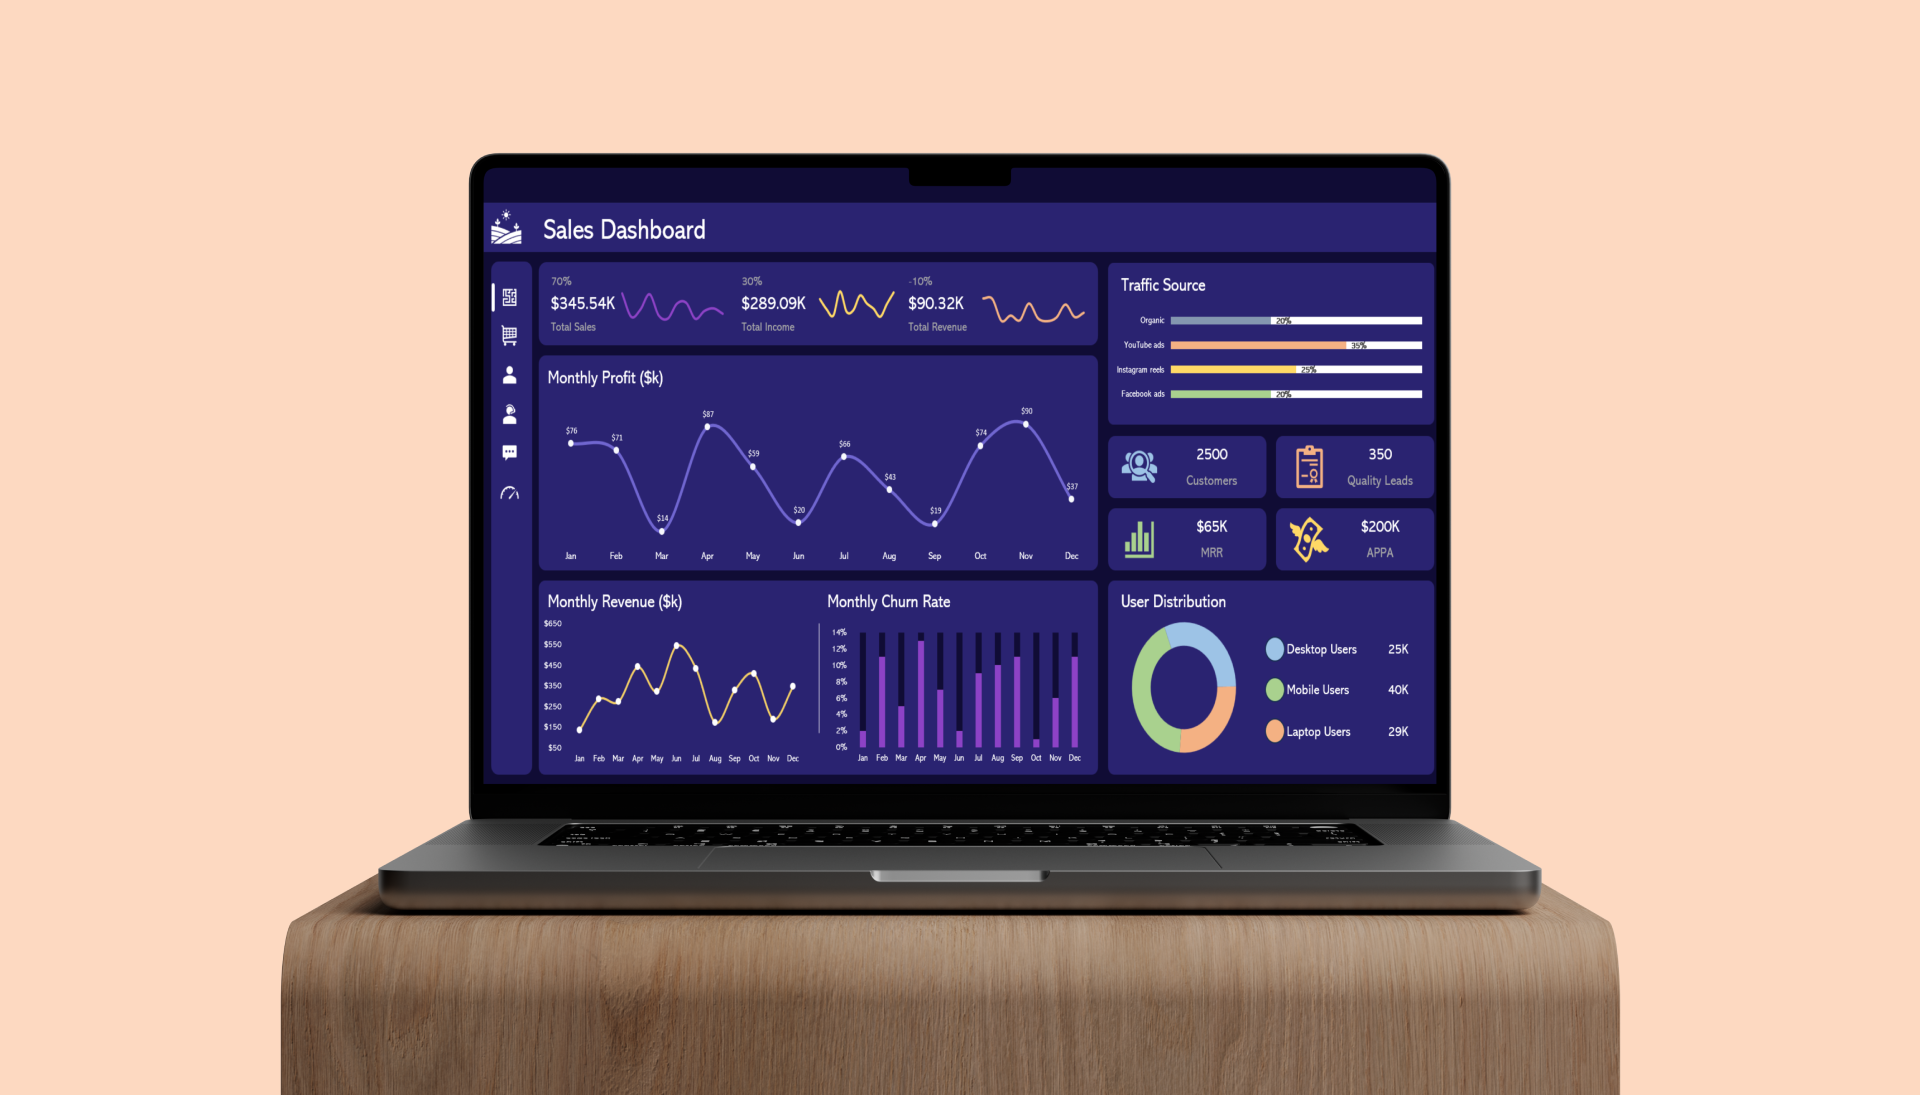 Sales Dashboard
70%
$345.54K
Total Sales
30%
$289.09K
Total Income
-10%
$90.32K
Total Revenue
Monthly Profit ($k)
$76
$71
$14
$87
$59
$20
$66
$43
$19
$74
$90
$37
Jan Feb Mar Apr May Jun Jul Aug Sep Oct Nov Dec
Monthly Revenue ($k)
$650
$550
$450
$350
$250
$150
$50
Jan Feb Mar Apr May Jun Jul Aug Sep Oct Nov Dec
Monthly Churn Rate
14%
12%
10%
8%
6%
4%
2%
0%
Jan Feb Mar Apr May Jun Jul Aug Sep Oct Nov Dec
Traffic Source
Organic 20%
YouTube ads 35%
Instagram reels 25%
Facebook ads 20%
2500
Customers
350
Quality Leads
$65K
MRR
$200K
APPA
User Distribution
Desktop Users 25K
Mobile Users 40K
Laptop Users 29K